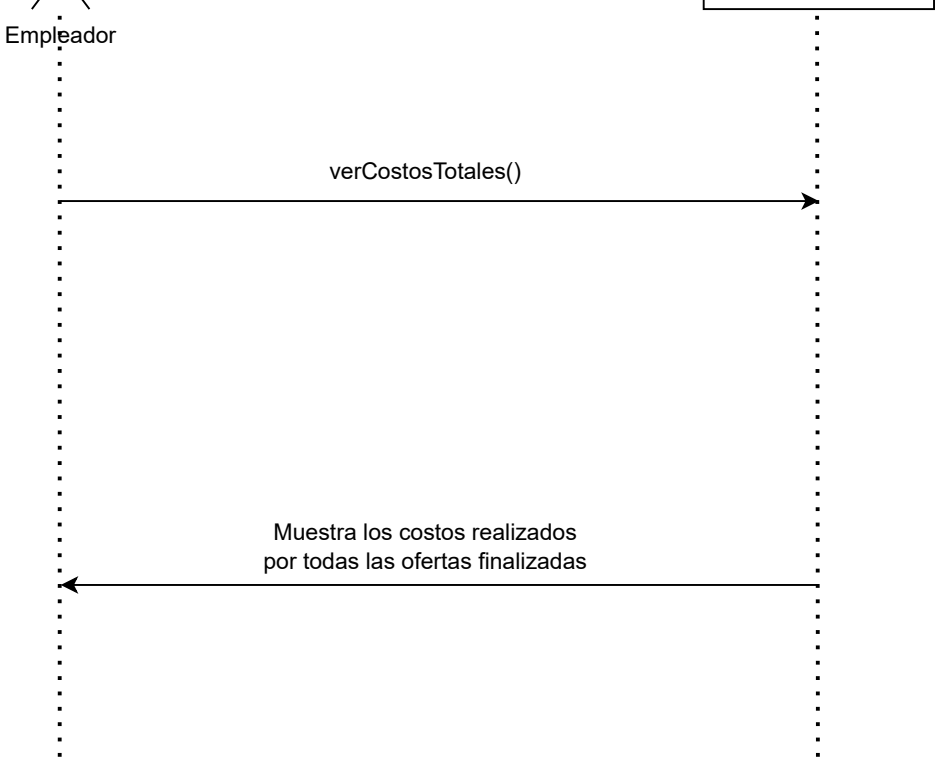 Empleador
verCostosTotales()
Muestra los costos realizados
por todas las ofertas finalizadas